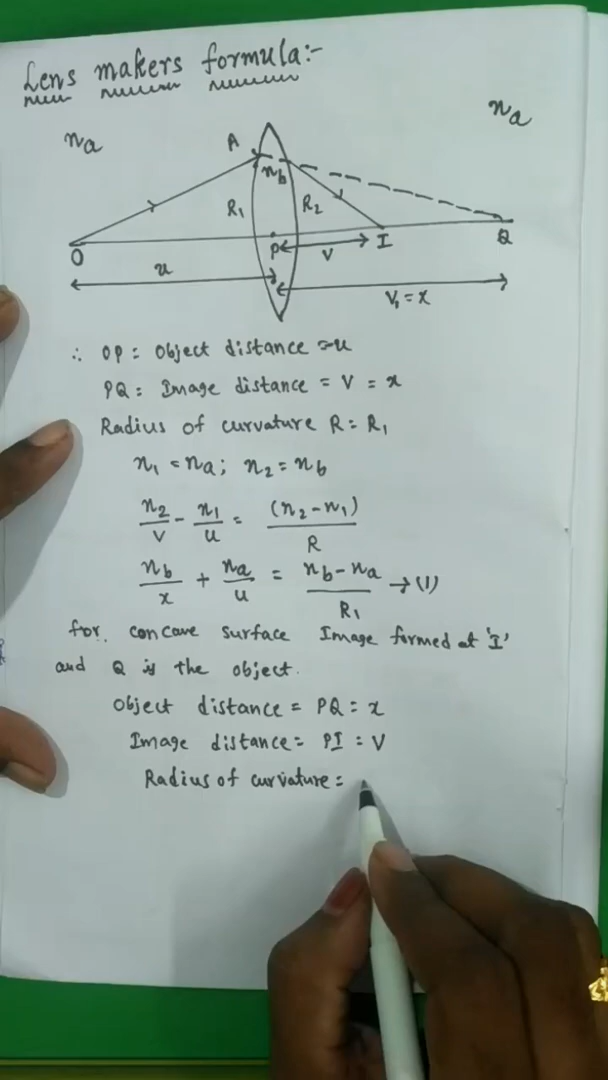 Lens makers formula:-
na
na
A
nb
R1
R2
O
P
V
I
Q
u
V1 = x
∴ OP = Object distance = u
PQ = Image distance = V = x
Radius of curvature R = R1
n1 = na; n2 = nb
n2/v - n1/u = (n2-n1)/R
nb/x + na/u = nb-na/R1 → (1)
for. concave surface Image formed at 'I'
and Q is the object.
Object distance = PQ = x
Image distance = PI = V
Radius of curvature =